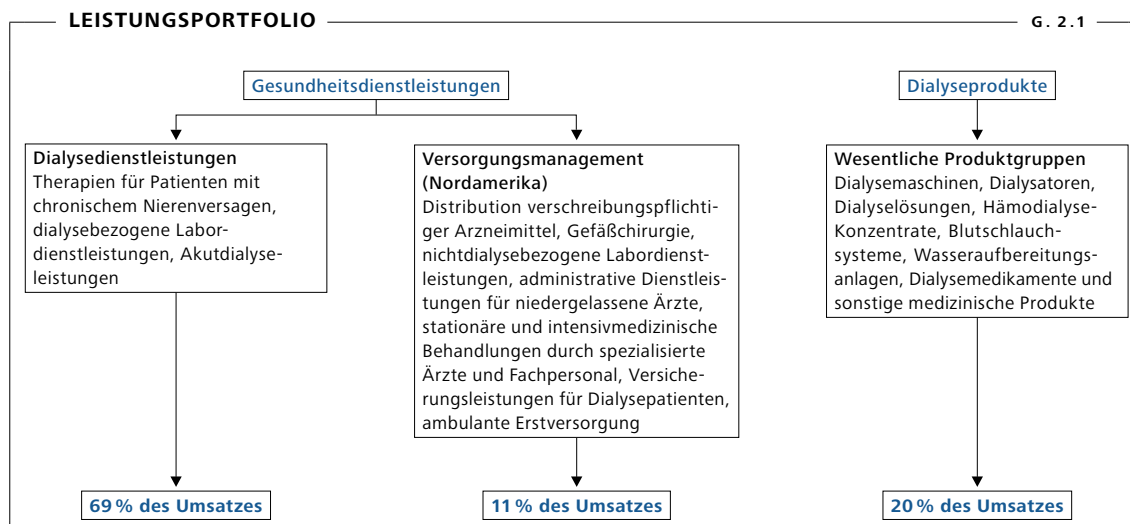 LEISTUNGSPORTFOLIO
G. 2.1
Gesundheitsdienstleistungen
Dialyseprodukte
Dialysedienstleistungen
Therapien für Patienten mit
chronischem Nierenversagen,
dialysebezogene Labor-
dienstleistungen, Akutdialyse-
leistungen
Versorgungsmanagement
(Nordamerika)
Distribution verschreibungspflichti-
ger Arzneimittel, Gefäßchirurgie,
nichtdialysebezogene Labordienst-
leistungen, administrative Dienstleis-
tungen für niedergelassene Ärzte,
stationäre und intensivmedizinische
Behandlungen durch spezialisierte
Ärzte und Fachpersonal, Versiche-
rungsleistungen für Dialysepatienten,
ambulante Erstversorgung
Wesentliche Produktgruppen
Dialysemaschinen, Dialysatoren,
Dialyselösungen, Hämodialyse-
Konzentrate, Blutschlauch-
systeme, Wasseraufbereitungs-
anlagen, Dialysemedikamente und
sonstige medizinische Produkte
69 % des Umsatzes
11 % des Umsatzes
20 % des Umsatzes